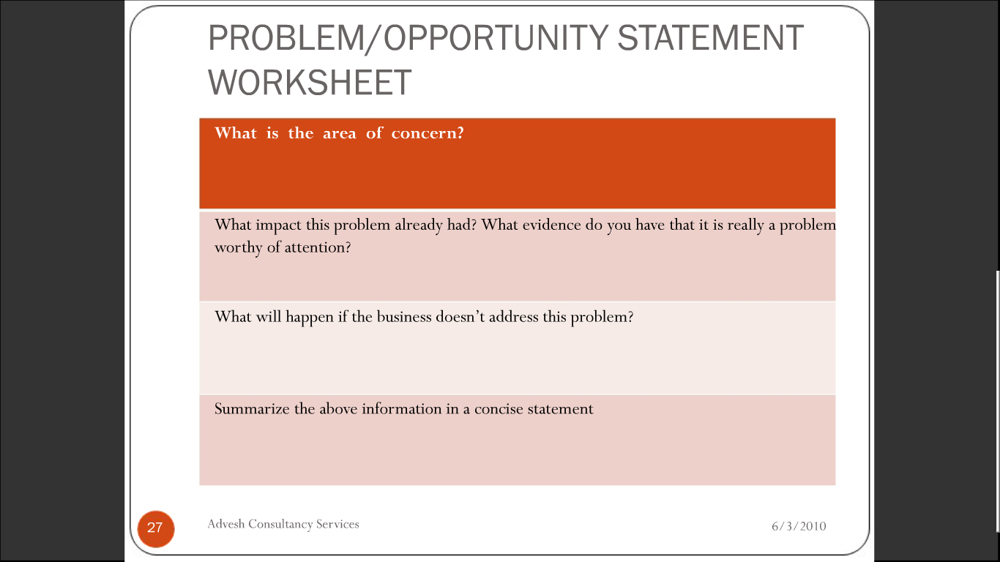 PROBLEM/OPPORTUNITY STATEMENT
WORKSHEET
What is the area of concern?
What impact this problem already had? What evidence do you have that it is really a problem
worthy of attention?
What will happen if the business doesn’t address this problem?
Summarize the above information in a concise statement
27
Advesh Consultancy Services
6/3/2010